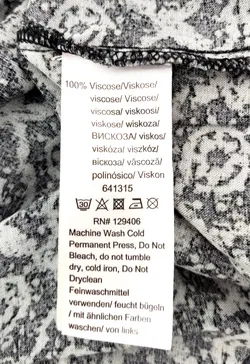 100% Viscose/Viskose/
viscose/ Viscose/
viscosa/ viskoosi/
viskose/ wiskoza/
ВИСКОЗА/ viskos/
viskóza/ viszkóz/
віскоза/ vâscoză/
polinósico/ Viskon
641315
30
RN# 129406
Machine Wash Cold
Permanent Press, Do Not
Bleach, do not tumble
dry, cold iron, Do Not
Dryclean
Feinwaschmittel
verwenden/ feucht bügeln
/ mit ähnlichen Farben
waschen/ von links